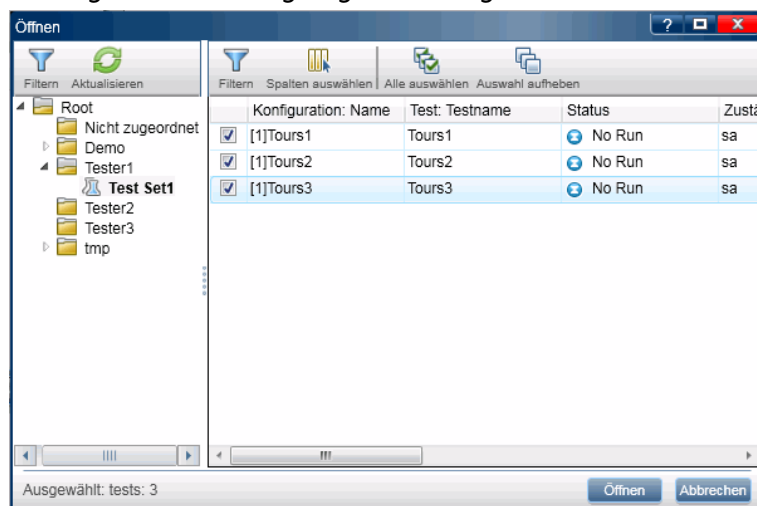 Öffnen
Filtern Aktualisieren
Filtern Spalten auswählen Alle auswählen Auswahl aufheben
Root
Nicht zugeordnet
Demo
Tester1
Test Set1
Tester2
Tester3
tmp
Konfiguration: Name Test: Testname Status
[1]Tours1 Tours1 No Run sa
[1]Tours2 Tours2 No Run sa
[1]Tours3 Tours3 No Run sa
Ausgewählt: tests: 3
Öffnen Abbrechen